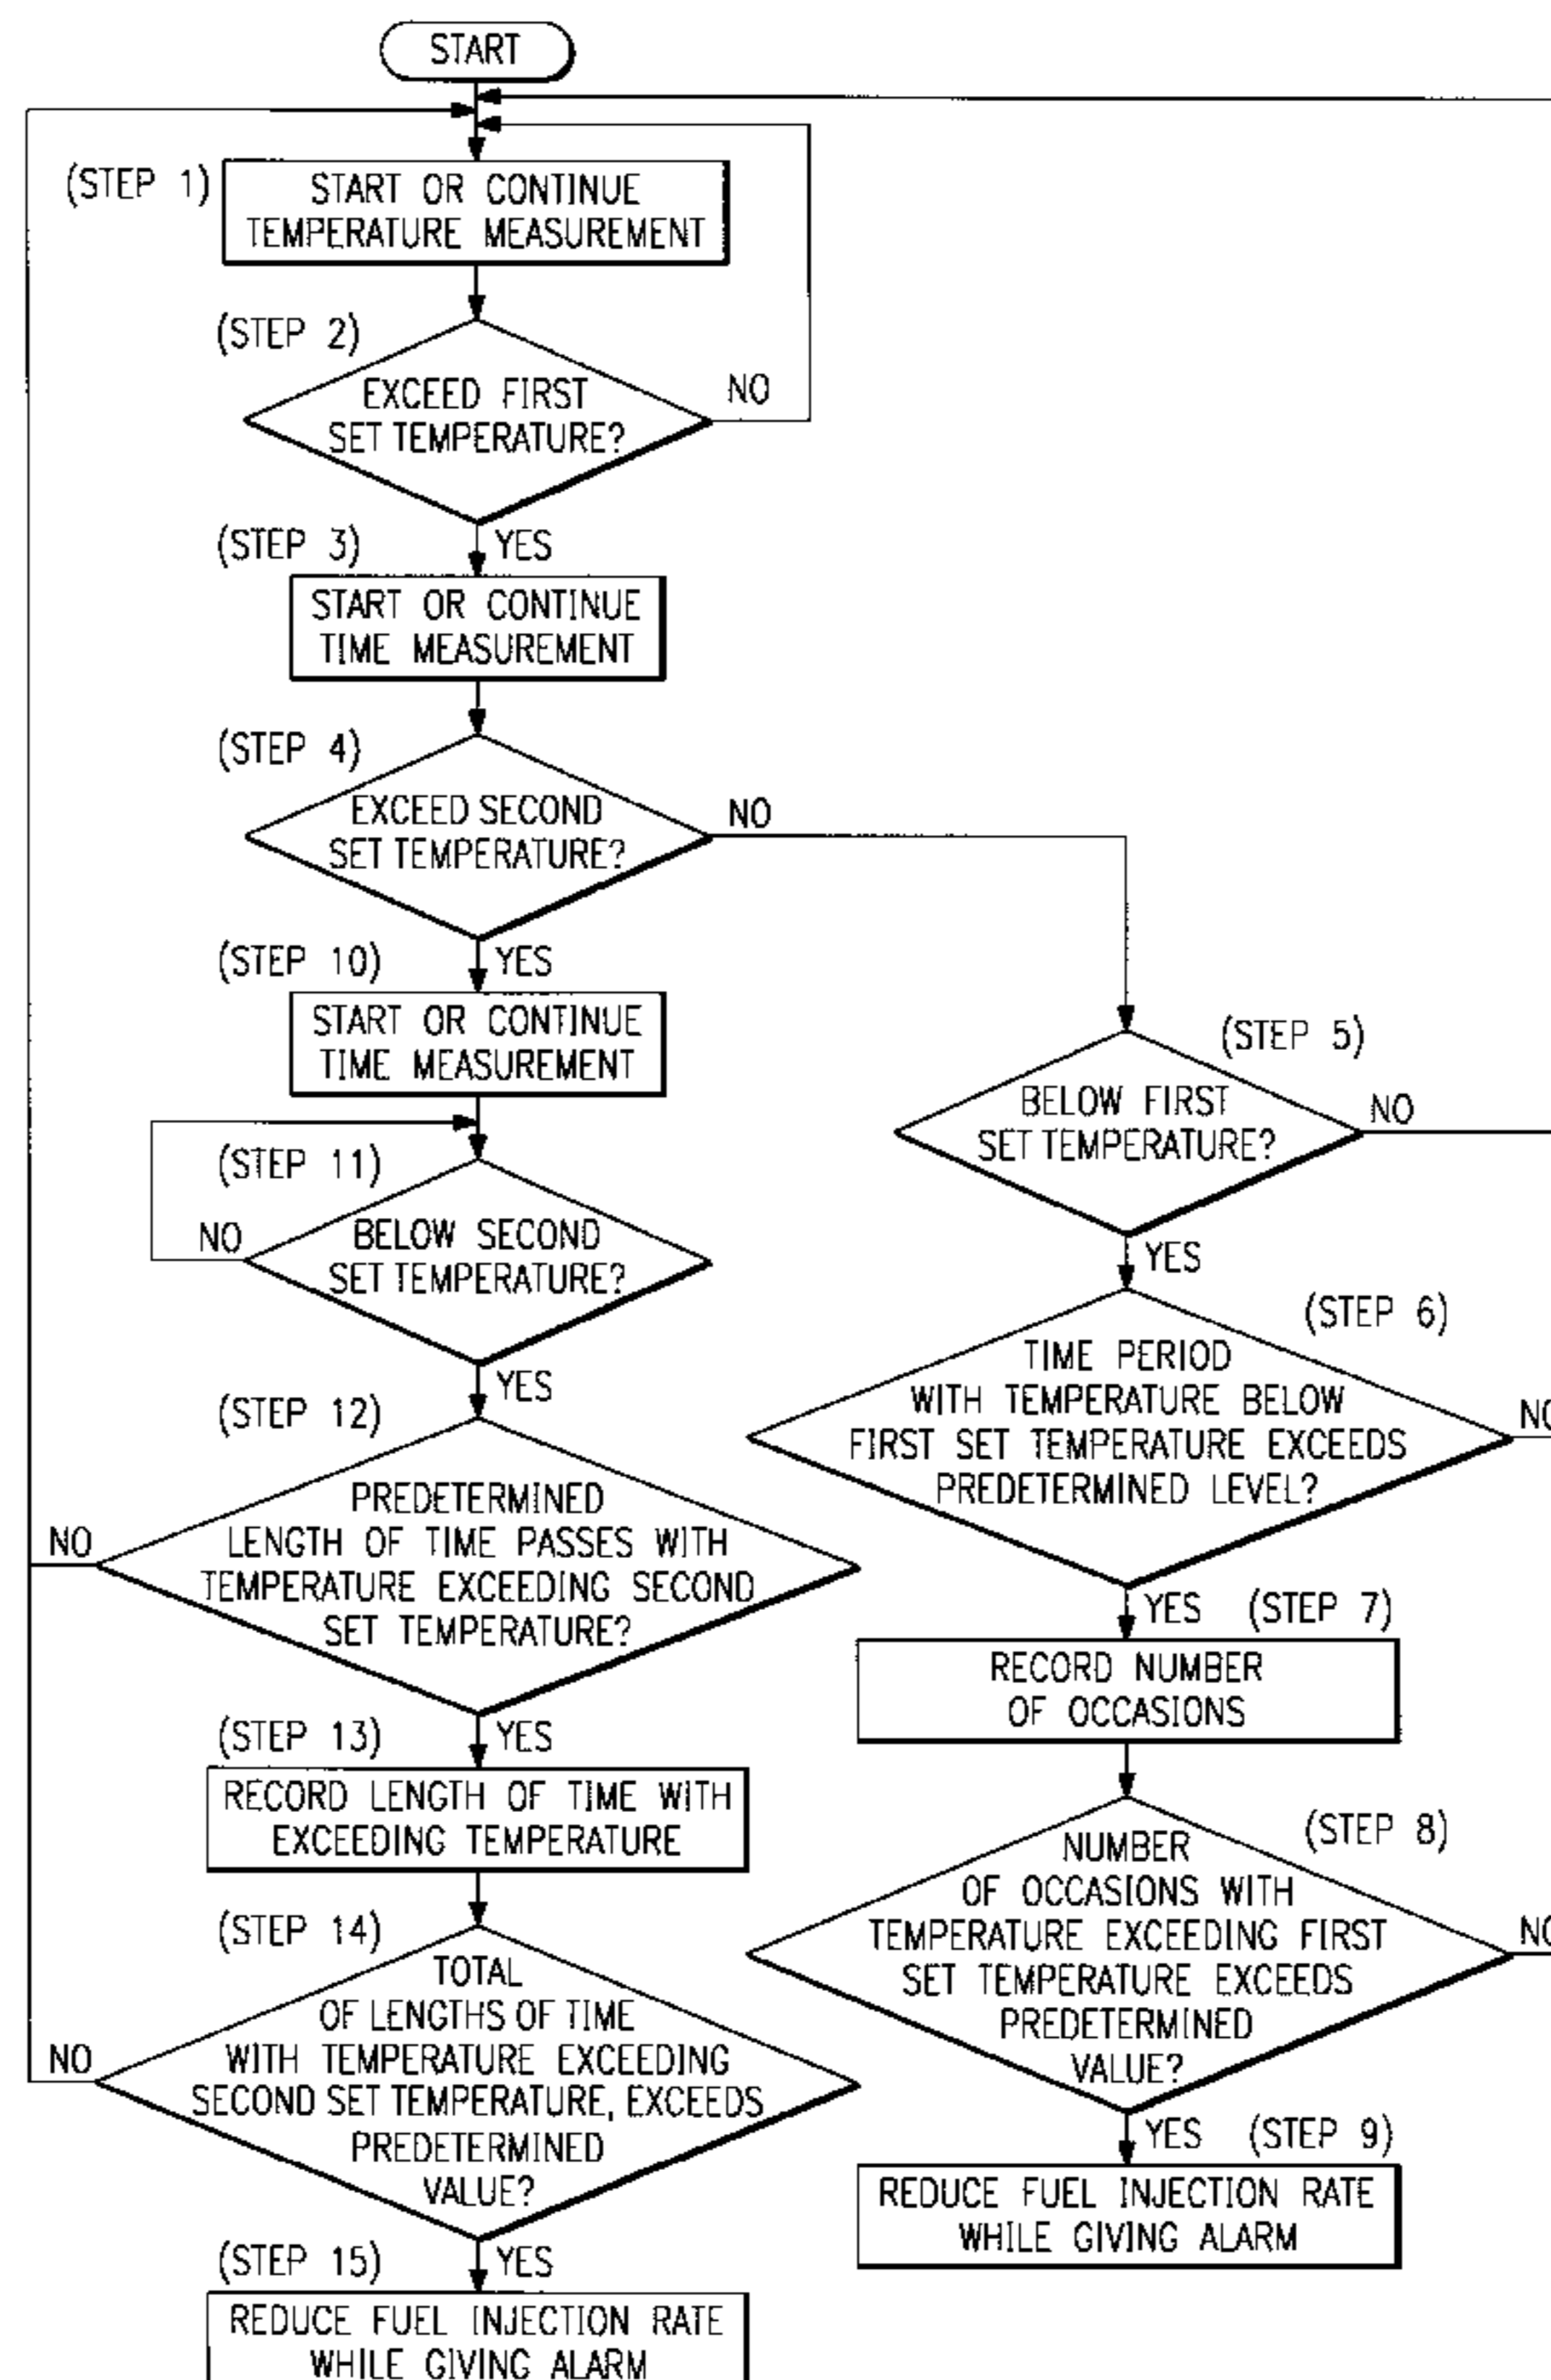 START
(STEP 1)
START OR CONTINUE
TEMPERATURE MEASUREMENT
(STEP 2)
EXCEED FIRST
SET TEMPERATURE?
NO
(STEP 3)
YES
START OR CONTINUE
TIME MEASUREMENT
(STEP 4)
EXCEED SECOND
SET TEMPERATURE?
NO
(STEP 10)
YES
START OR CONTINUE
TIME MEASUREMENT
(STEP 11)
BELOW SECOND
SET TEMPERATURE?
NO
YES
(STEP 12)
PREDETERMINED
LENGTH OF TIME PASSES WITH
TEMPERATURE EXCEEDING SECOND
SET TEMPERATURE?
NO
(STEP 13)
YES
RECORD LENGTH OF TIME WITH
EXCEEDING TEMPERATURE
(STEP 14)
TOTAL
OF LENGTHS OF TIME
WITH TEMPERATURE EXCEEDING
SECOND SET TEMPERATURE, EXCEEDS
PREDETERMINED
VALUE?
NO
(STEP 15)
YES
REDUCE FUEL INJECTION RATE
WHILE GIVING ALARM
(STEP 5)
BELOW FIRST
SET TEMPERATURE?
NO
YES
(STEP 6)
TIME PERIOD
WITH TEMPERATURE BELOW
FIRST SET TEMPERATURE EXCEEDS
PREDETERMINED LEVEL?
NO
YES
(STEP 7)
RECORD NUMBER
OF OCCASIONS
(STEP 8)
NUMBER
OF OCCASIONS WITH
TEMPERATURE EXCEEDING FIRST
SET TEMPERATURE EXCEEDS
PREDETERMINED
VALUE?
NO
YES
(STEP 9)
REDUCE FUEL INJECTION RATE
WHILE GIVING ALARM